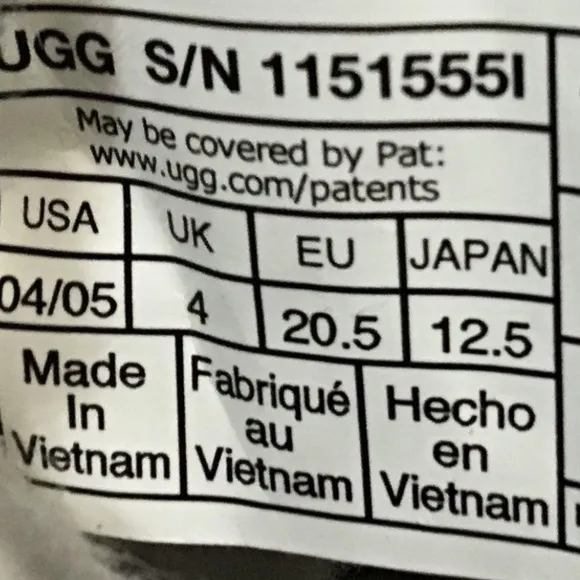 UGG S/N 1151555I
May be covered by Pat:
www.ugg.com/patents
USA UK EU JAPAN
04/05 4 20.5 12.5
Made Fabriqué Hecho
In au en
Vietnam Vietnam Vietnam